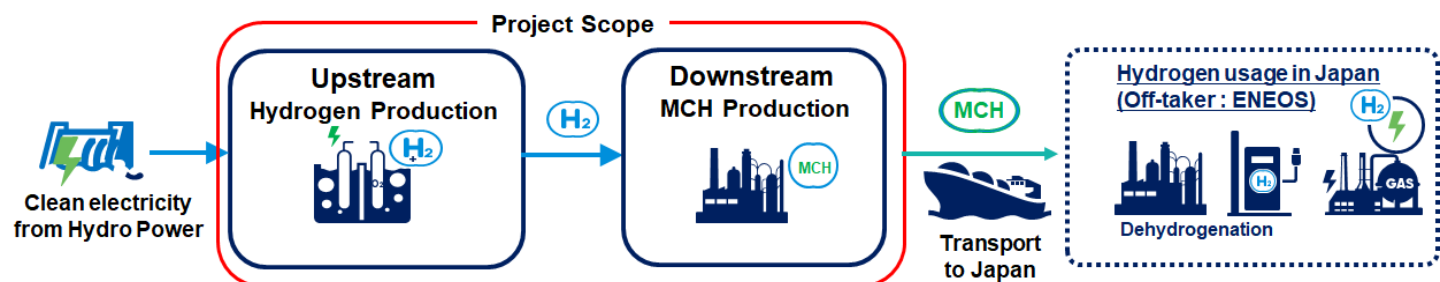 Project Scope
Clean electricity
from Hydro Power
Upstream
Hydrogen Production
H2
+
O2
H2
Downstream
MCH Production
MCH
MCH
Transport
to Japan
Hydrogen usage in Japan
(Off-taker : ENEOS)
H2
H2
GAS
Dehydrogenation